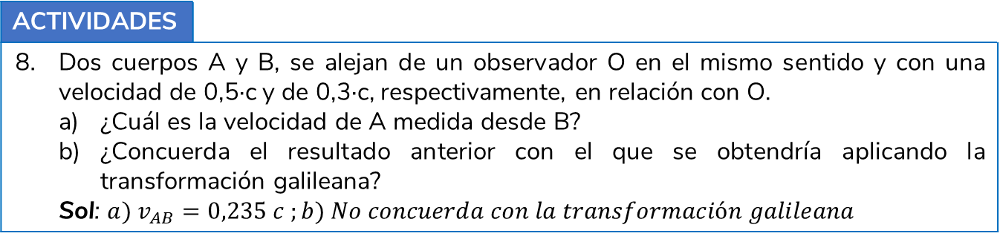 ACTIVIDADES
8. Dos cuerpos A y B, se alejan de un observador O en el mismo sentido y con una
velocidad de 0,5·c y de 0,3·c, respectivamente, en relación con O.
a) ¿Cuál es la velocidad de A medida desde B?
b) ¿Concuerda el resultado anterior con el que se obtendría aplicando la
transformación galileana?
Sol: a) v_AB = 0,235 c ; b) No concuerda con la transformación galileana